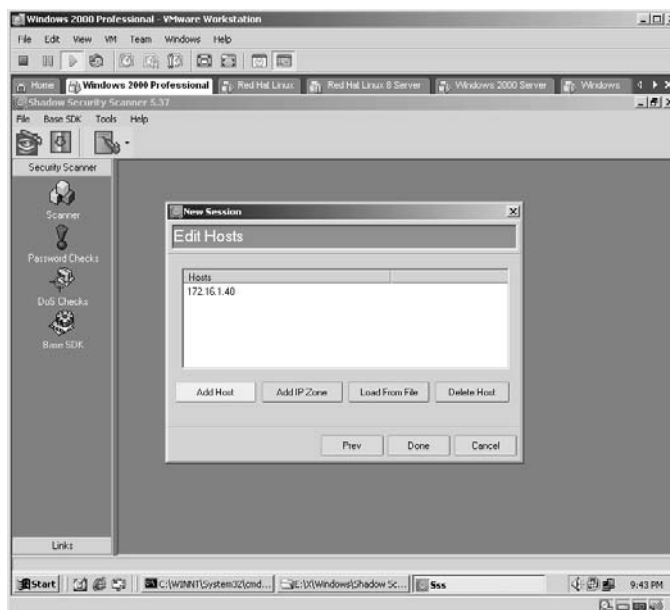 Windows 2000 Professional - VMware Workstation
File Edit View VM Team Windows Help
Home Windows 2000 Professional Red Hat Linux Red Hat Linux 8 Server Windows 2000 Server Windows
Shadow Security Scanner 5.37
File Base SDK Tools Help
Security Scanner
Scanner
Password Checks
DoS Checks
Base SDK
Links
New Session
Edit Hosts
Hosts
172.16.1.40
Add Host Add IP Zone Load From File Delete Host
Prev Done Cancel
Start C:\WINNT\System32\cmd... E:\X\Windows\Shadow Sc... Sss 9:43 PM